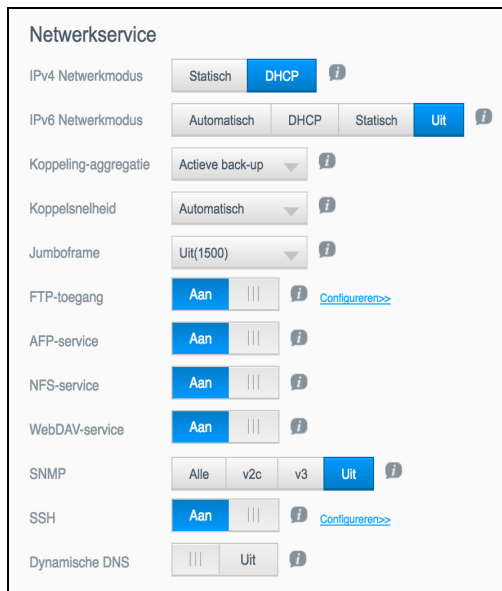 Netwerkservice
IPv4 Netwerkmodus Statisch DHCP
IPv6 Netwerkmodus Automatisch DHCP Statisch Uit
Koppeling-aggregatie Actieve back-up
Koppelsnelheid Automatisch
Jumboframe Uit(1500)
FTP-toegang Aan Configureren>>
AFP-service Aan
NFS-service Aan
WebDAV-service Aan
SNMP Alle v2c v3 Uit
SSH Aan Configureren>>
Dynamische DNS Uit